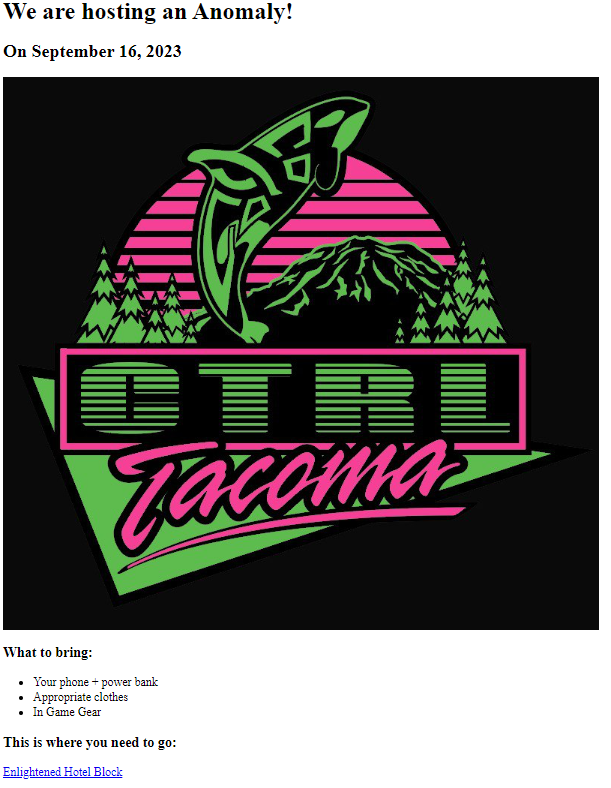 We are hosting an Anomaly!
On September 16, 2023
CTRL
Tacoma
What to bring:
Your phone + power bank
Appropriate clothes
In Game Gear
This is where you need to go:
Enlightened Hotel Block